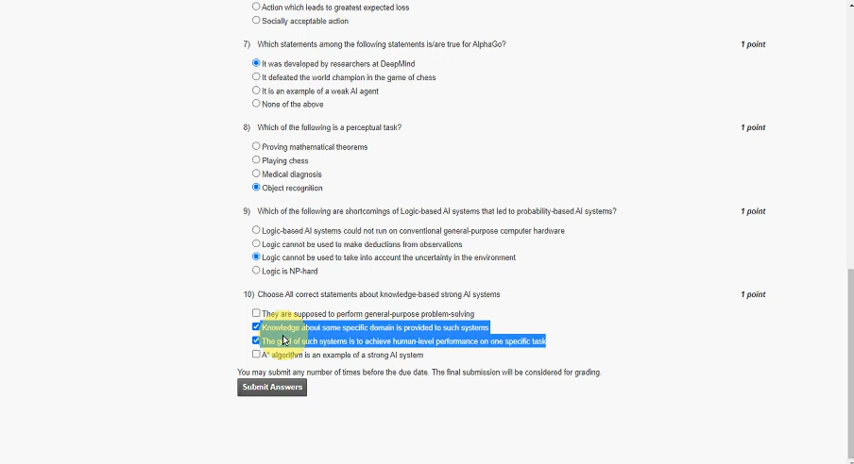 Action which leads to greatest expected loss
Socially acceptable action
7) Which statements among the following statements is/are true for AlphaGo? 1 point
It was developed by researchers at DeepMind
It defeated the world champion in the game of chess
It is an example of a weak AI agent
None of the above
8) Which of the following is a perceptual task? 1 point
Proving mathematical theorems
Playing chess
Medical diagnosis
Object recognition
9) Which of the following are shortcomings of Logic-based AI systems that led to probability-based AI systems? 1 point
Logic-based AI systems could not run on conventional general-purpose computer hardware
Logic cannot be used to make deductions from observations
Logic cannot be used to take into account the uncertainty in the environment
Logic is NP-hard
10) Choose All correct statements about knowledge-based strong AI systems 1 point
They are supposed to perform general-purpose problem-solving
Knowledge about some specific domain is provided to such systems
The goal of such systems is to achieve human-level performance on one specific task
A* algorithm is an example of a strong AI system
You may submit any number of times before the due date. The final submission will be considered for grading.
Submit Answers